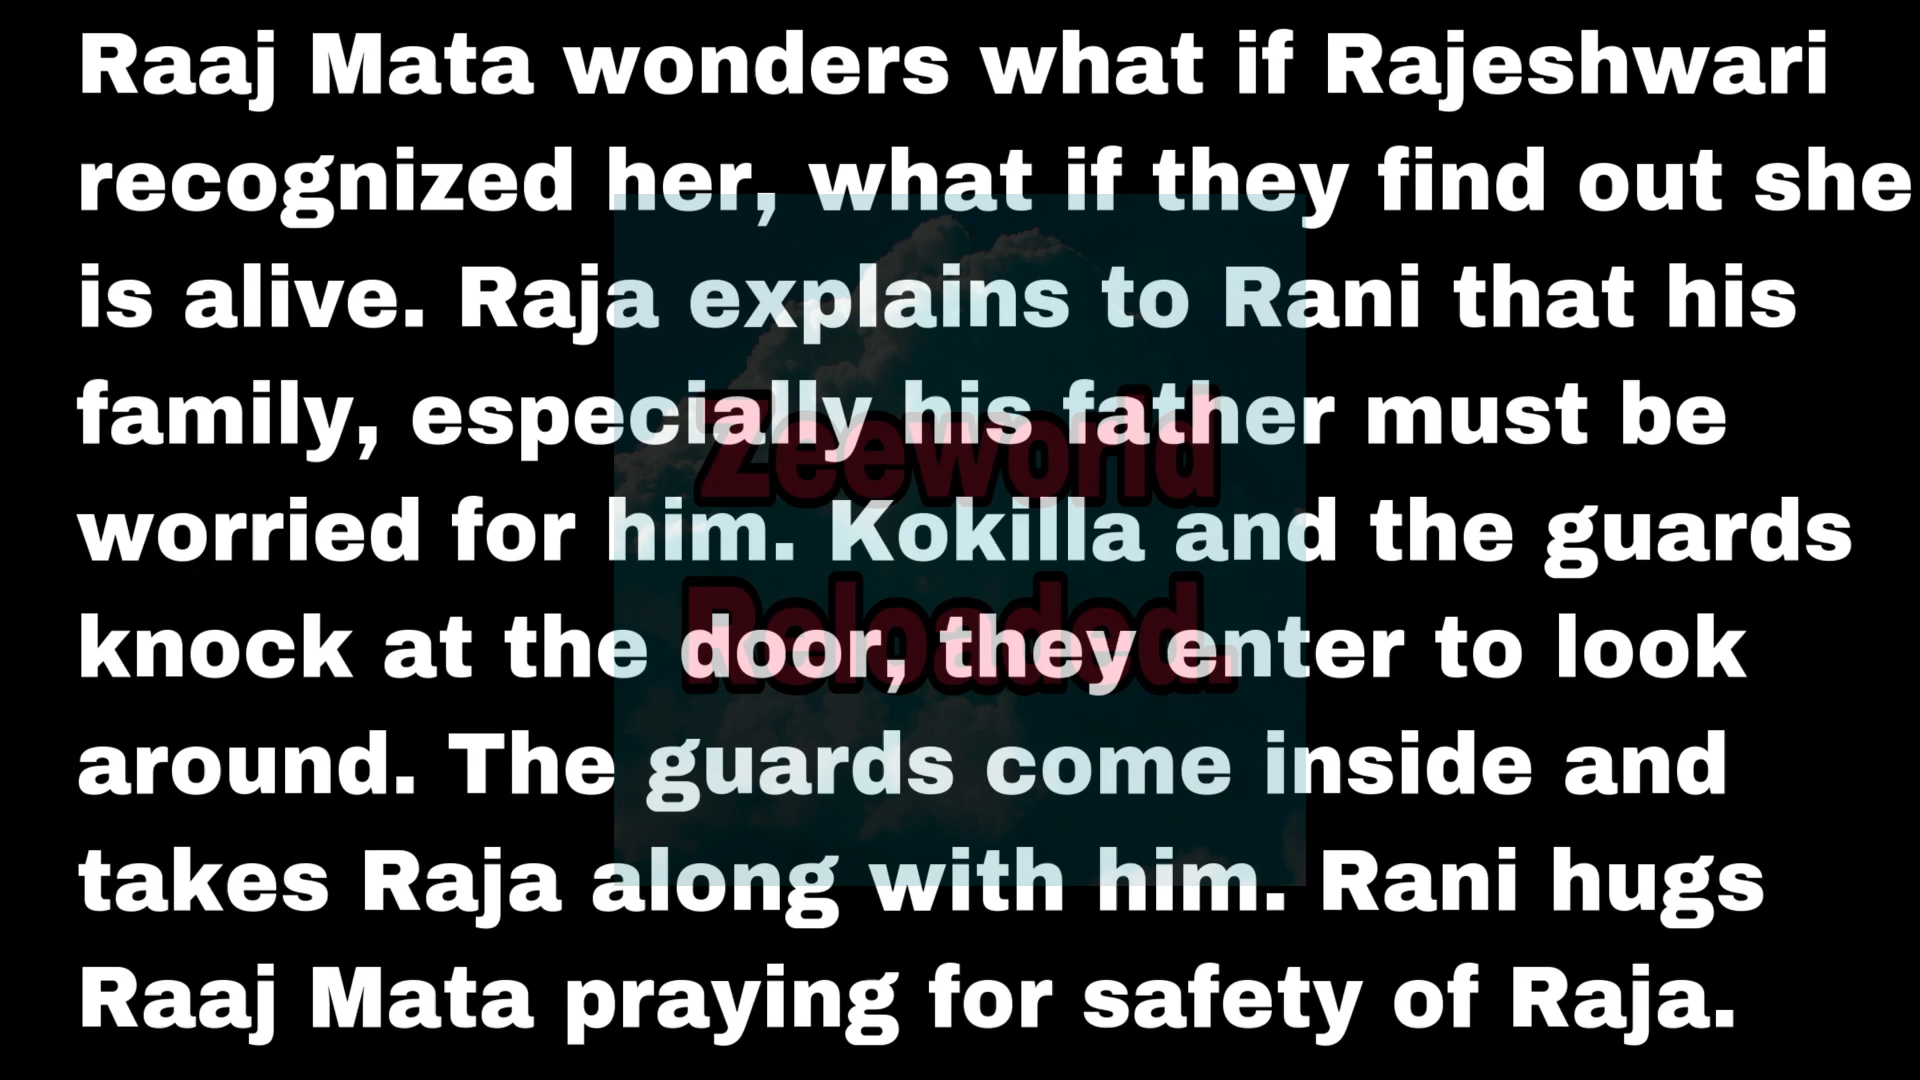 Raaj Mata wonders what if Rajeshwari
recognized her, what if they find out she
is alive. Raja explains to Rani that his
family, especially his father must be
worried for him. Kokilla and the guards
knock at the door, they enter to look
around. The guards come inside and
takes Raja along with him. Rani hugs
Raaj Mata praying for safety of Raja.
Zeeworld
Reloaded.